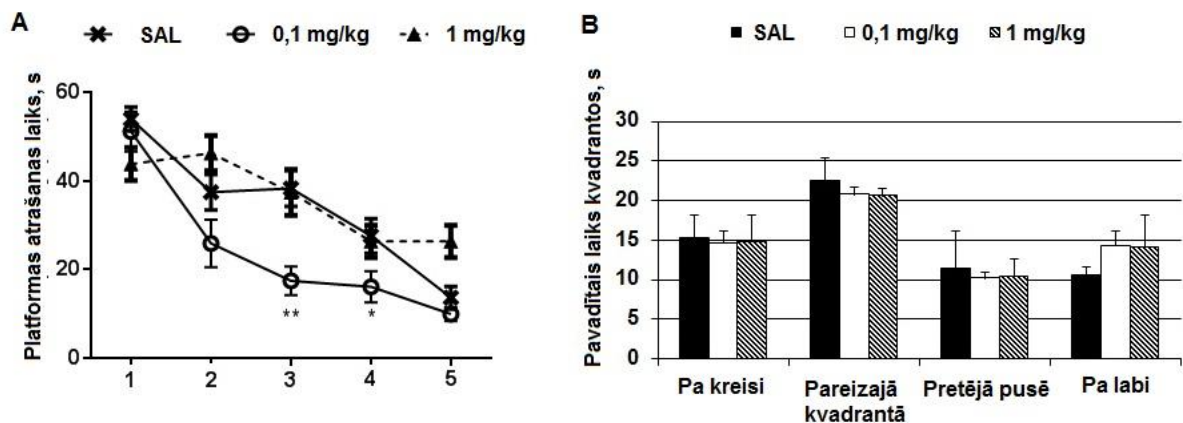 A
SAL 0,1 mg/kg 1 mg/kg
Platformas atrašanas laiks, s
60
40
20
0
** *
1 2 3 4 5
B
SAL 0,1 mg/kg 1 mg/kg
Pavadītais laiks kvadrantos, s
30
25
20
15
10
5
0
Pa kreisi
Pareizajā
kvadrantā
Pretējā pusē
Pa labi